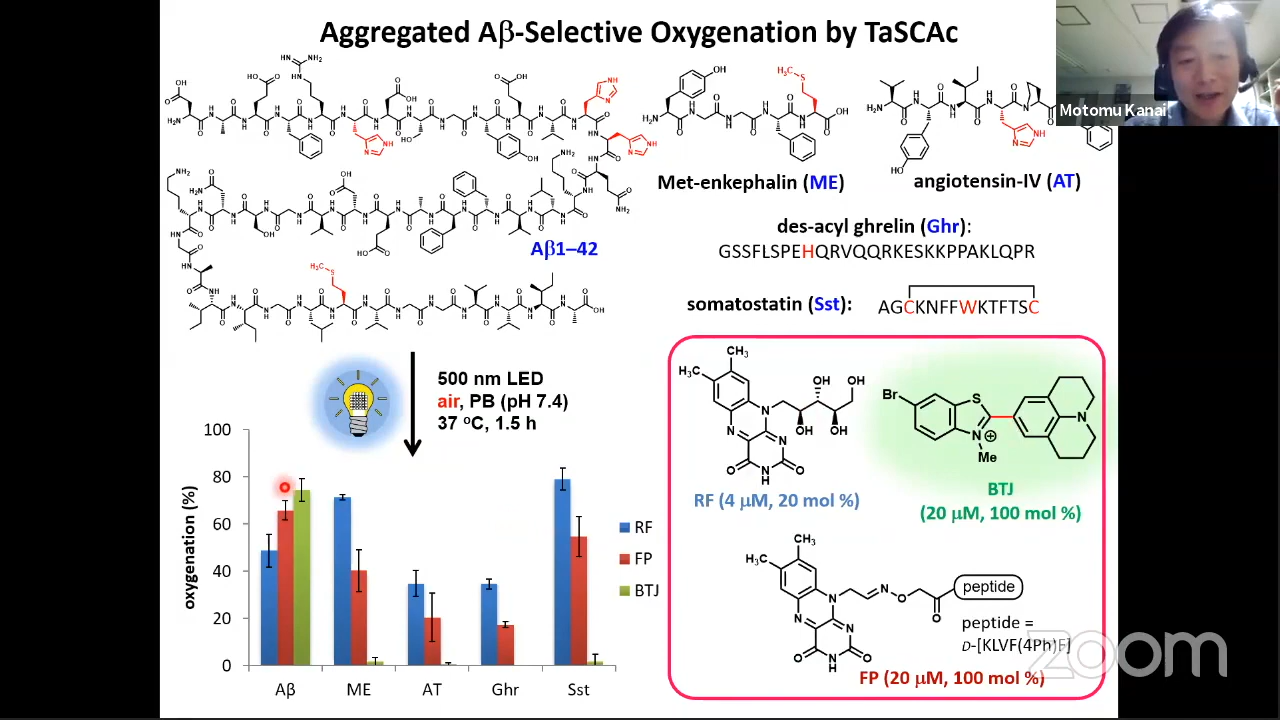 Aggregated Aβ-Selective Oxygenation by TaSCAc
Motomu Kanai
Met-enkephalin (ME)
angiotensin-IV (AT)
Aβ1–42
des-acyl ghrelin (Ghr):
GSSFLSPEHQRVQQRKESKKPPAKLQPR
somatostatin (Sst): AGCKNFFWKTFTSC
500 nm LED
air, PB (pH 7.4)
37 °C, 1.5 h
RF (4 μM, 20 mol %)
BTJ
(20 μM, 100 mol %)
peptide
peptide =
D-[KLVF(4Ph)F]
FP (20 μM, 100 mol %)
oxygenation (%)
100
80
60
40
20
0
Aβ ME AT Ghr Sst
RF
FP
BTJ
zoom